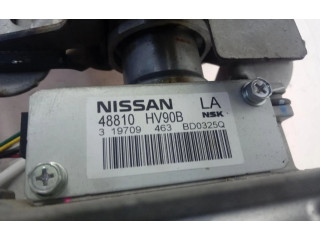 NISSAN LA
48810 HV90B NSK
3 19709 463 BD0325Q